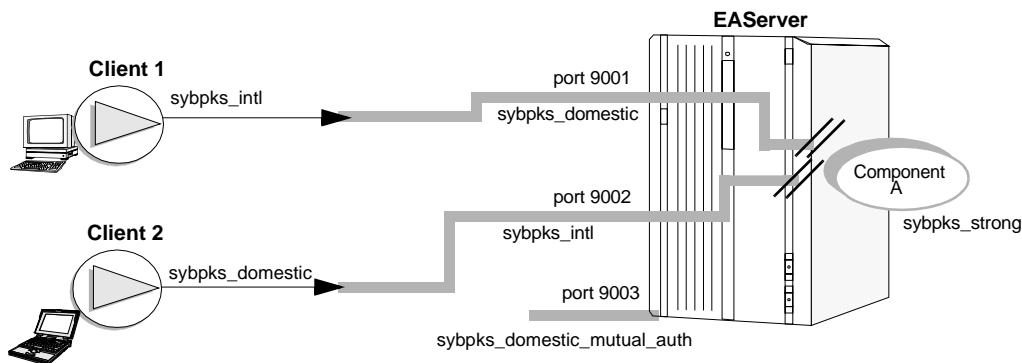 EAServer
Client 1
port 9001
sybpks_intl
sybpks_domestic
Component
A
port 9002
sybpks_strong
Client 2
sybpks_intl
sybpks_domestic
port 9003
sybpks_domestic_mutual_auth